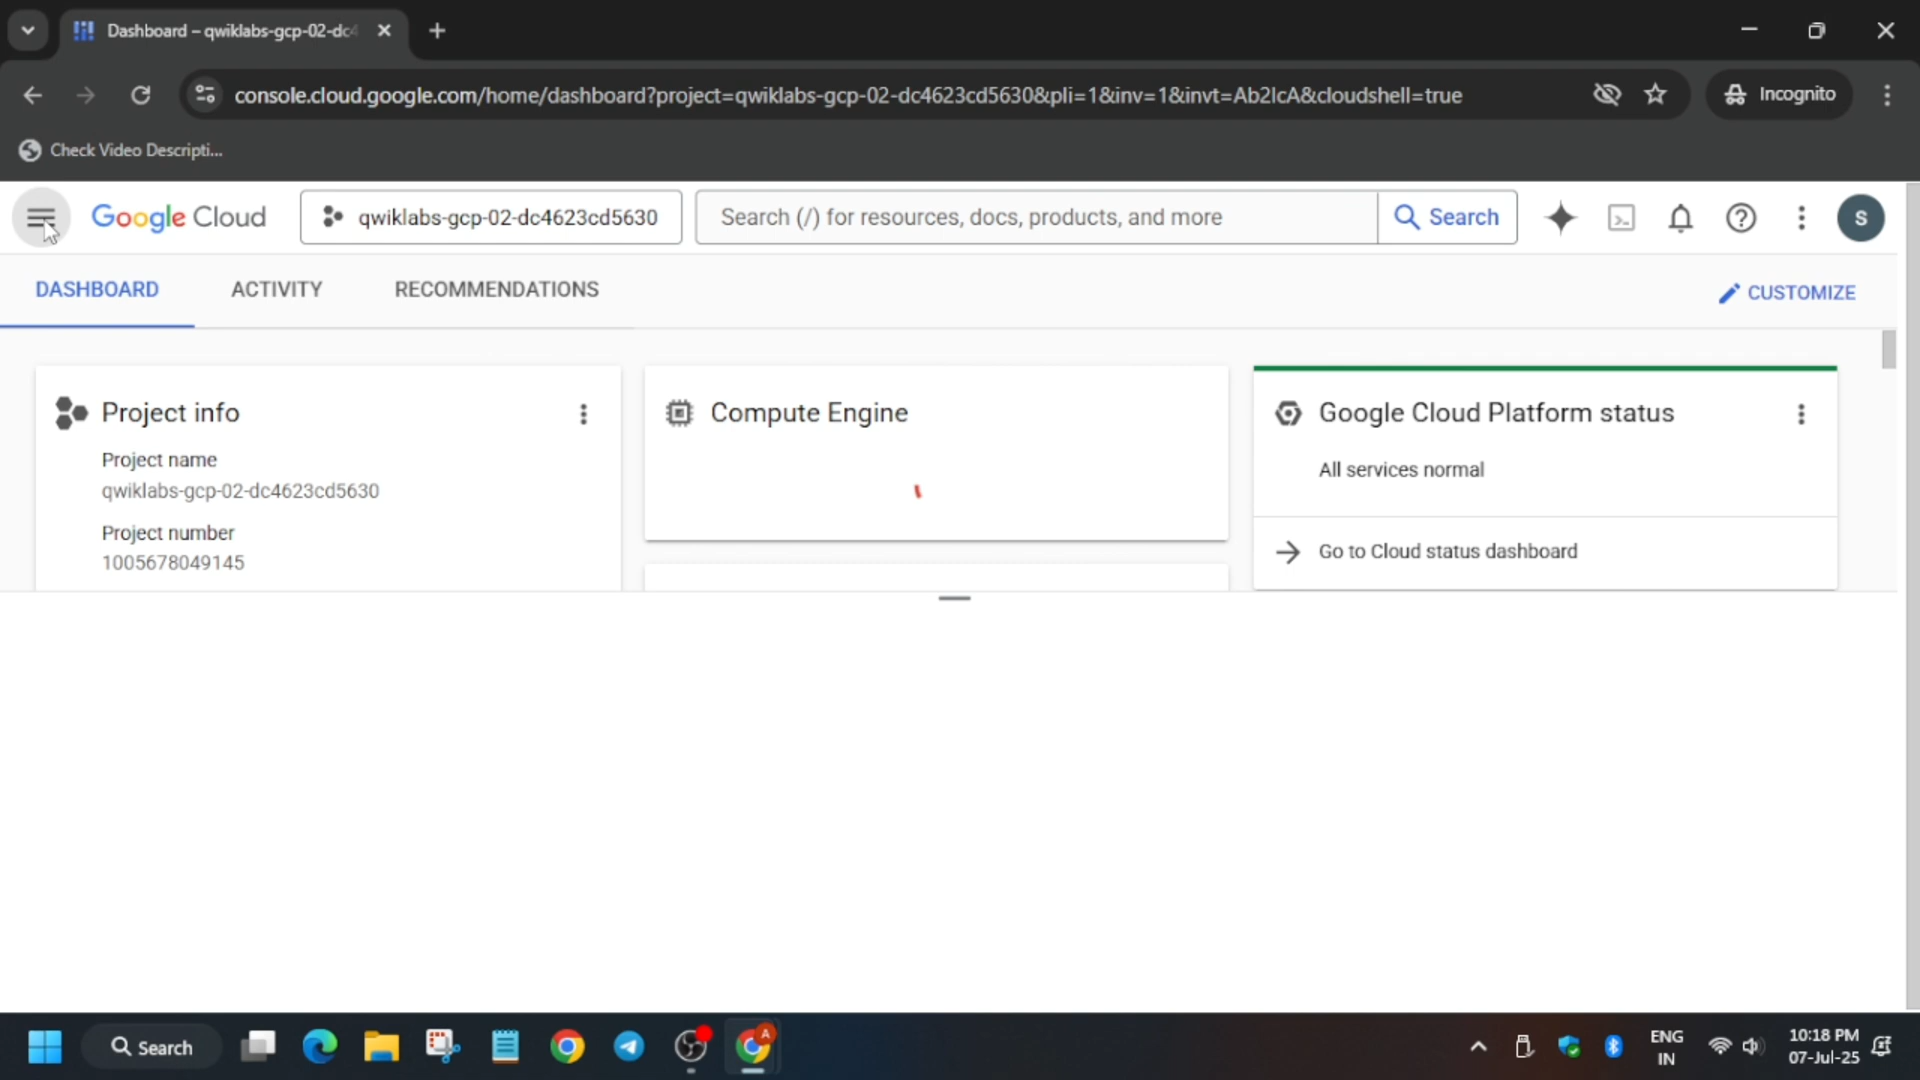 Dashboard – qwiklabs-gcp-02-dc4
console.cloud.google.com/home/dashboard?project=qwiklabs-gcp-02-dc4623cd5630&pli=1&inv=1&invt=Ab2IcA&cloudshell=true
Incognito
Check Video Descripti...
Google Cloud
qwiklabs-gcp-02-dc4623cd5630
Search (/) for resources, docs, products, and more
Search
S
DASHBOARD
ACTIVITY
RECOMMENDATIONS
CUSTOMIZE
Project info
Project name
qwiklabs-gcp-02-dc4623cd5630
Project number
1005678049145
Compute Engine
Google Cloud Platform status
All services normal
Go to Cloud status dashboard
Search
A
ENG
IN
10:18 PM
07-Jul-25